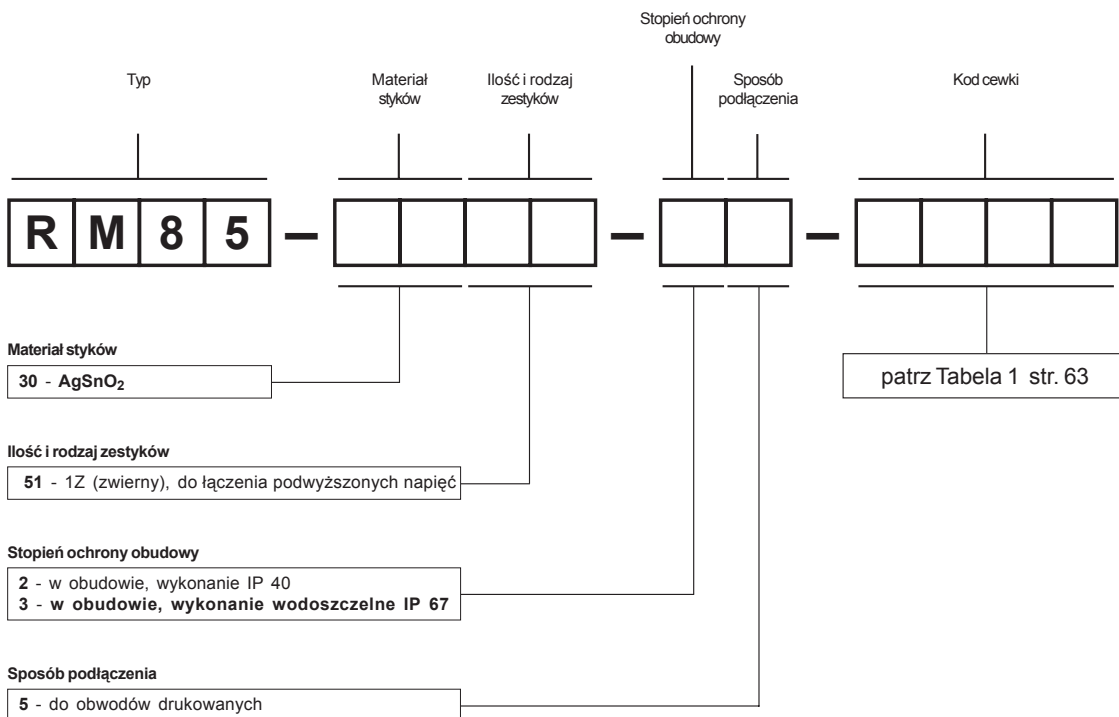 Stopień ochrony
obudowy
Typ
Materiał
styków
Ilość i rodzaj
zestyków
Sposób
podłączenia
Kod cewki
R M 8 5 – – –
Materiał styków
30 - AgSnO2
patrz Tabela 1 str. 63
Ilość i rodzaj zestyków
51 - 1Z (zwierny), do łączenia podwyższonych napięć
Stopień ochrony obudowy
2 - w obudowie, wykonanie IP 40
3 - w obudowie, wykonanie wodoszczelne IP 67
Sposób podłączenia
5 - do obwodów drukowanych